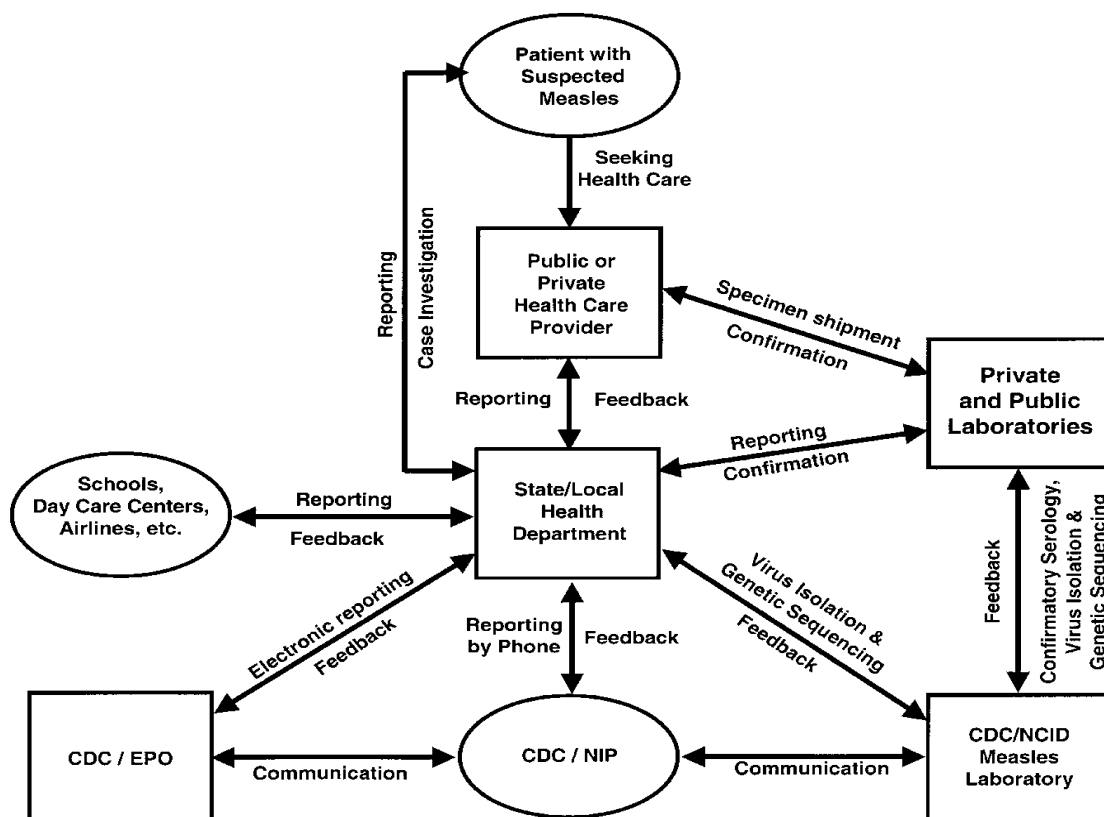 Patient with
Suspected
Measles
Seeking
Health Care
Reporting
Case Investigation
Public or
Private
Health Care
Provider
Specimen shipment
Confirmation
Private
and Public
Laboratories
Reporting
Feedback
Reporting
Confirmation
Schools,
Day Care Centers,
Airlines, etc.
Reporting
Feedback
State/Local
Health
Department
Electronic reporting
Feedback
Reporting
by Phone
Feedback
Virus Isolation &
Genetic Sequencing
Feedback
Feedback
Confirmatory Serology,
Virus Isolation &
Genetic Sequencing
CDC / EPO
Communication
CDC / NIP
Communication
CDC/NCID
Measles
Laboratory